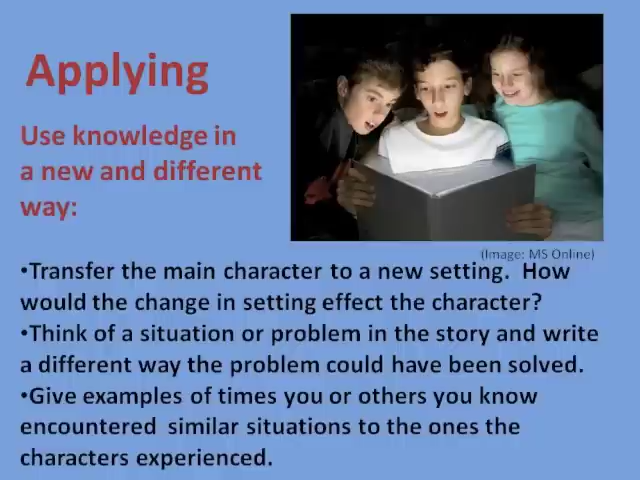 Applying
Use knowledge in
a new and different
way:
(Image: MS Online)
•Transfer the main character to a new setting.  How
would the change in setting effect the character?
•Think of a situation or problem in the story and write
a different way the problem could have been solved.
•Give examples of times you or others you know
encountered  similar situations to the ones the
characters experienced.